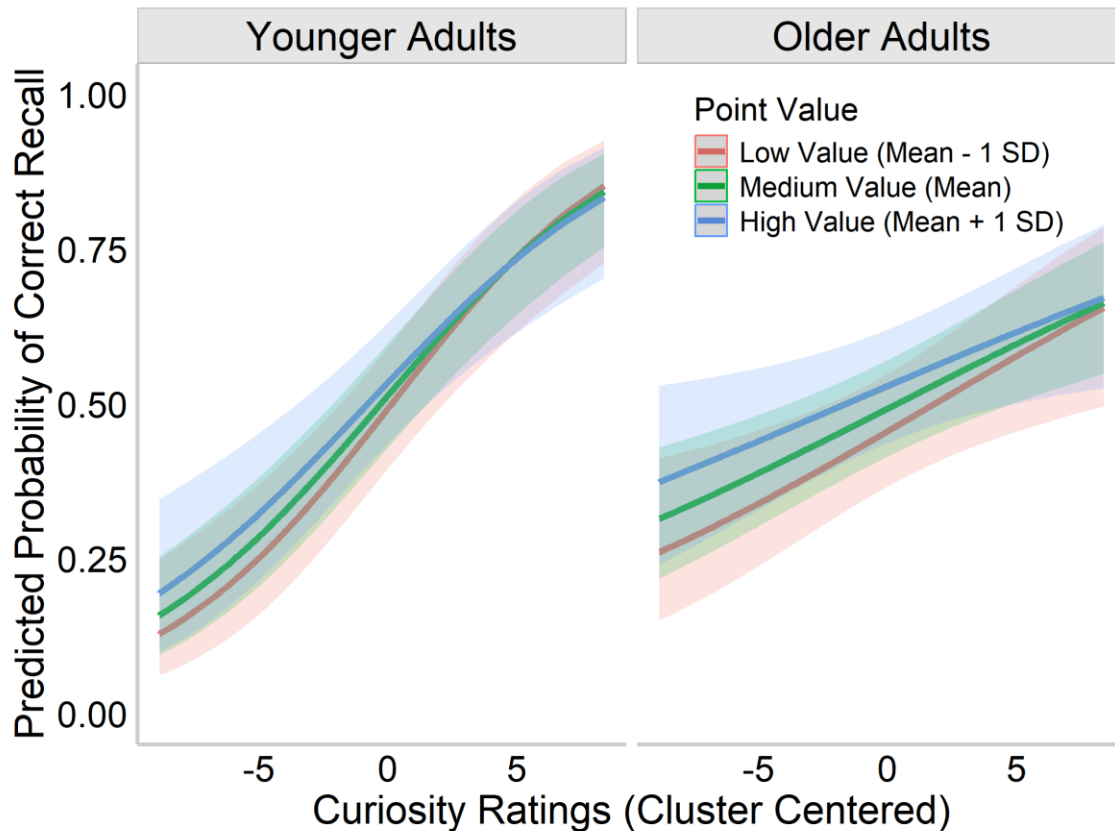 Younger Adults
Older Adults
Predicted Probability of Correct Recall
1.00
0.75
0.50
0.25
0.00
Point Value
Low Value (Mean - 1 SD)
Medium Value (Mean)
High Value (Mean + 1 SD)
-5 0 5
-5 0 5
Curiosity Ratings (Cluster Centered)